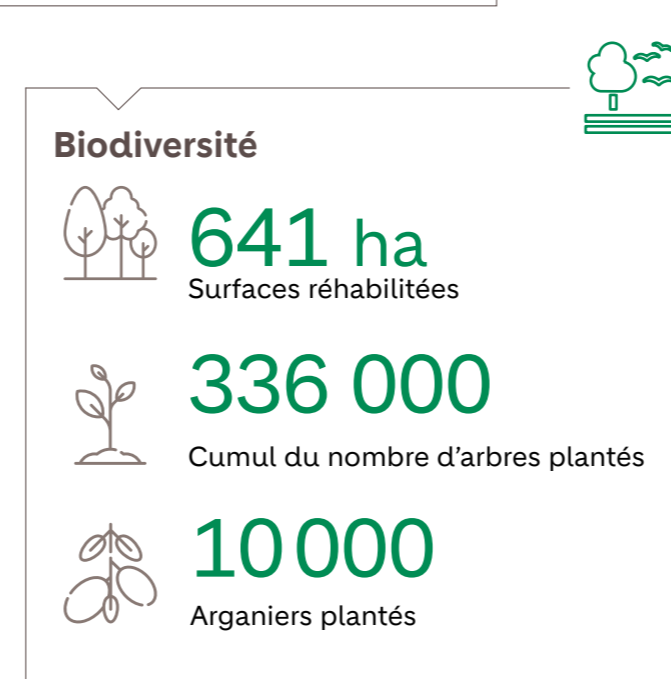 Biodiversité
641 ha
Surfaces réhabilitées
336 000
Cumul du nombre d’arbres plantés
10 000
Arganiers plantés